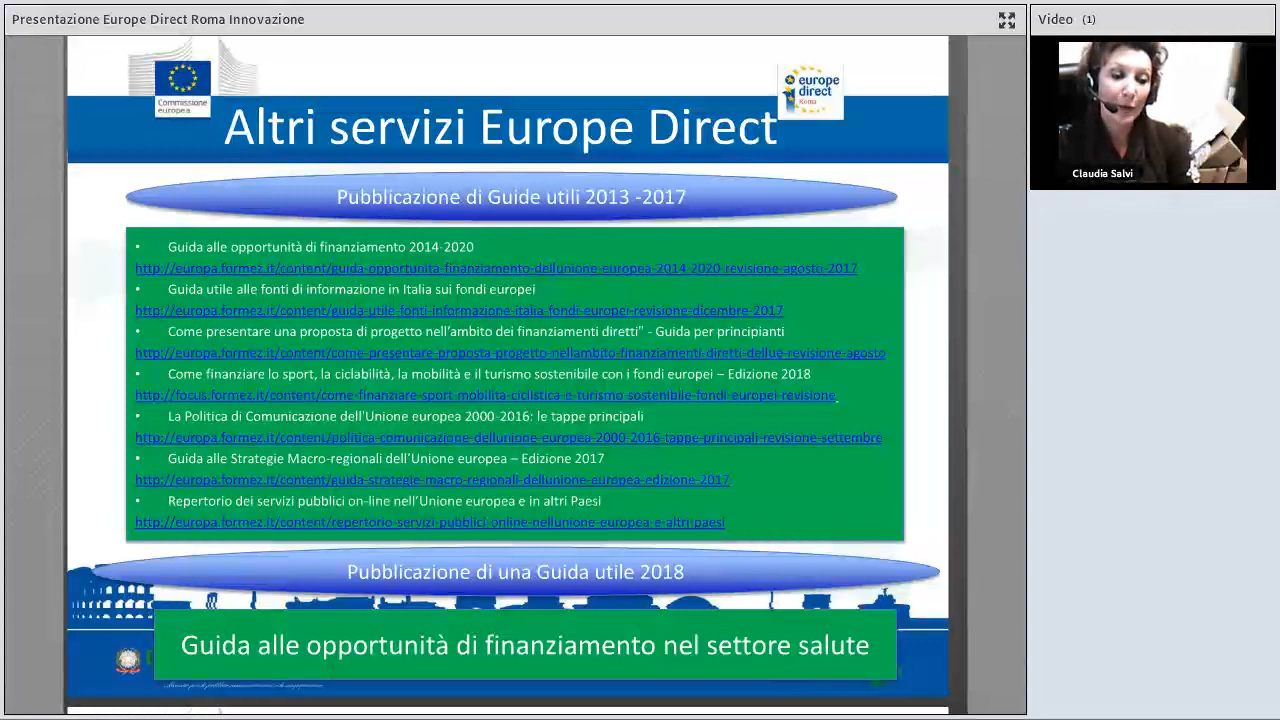 Presentazione Europe Direct Roma Innovazione
Video (1)
Claudia Salvi
Commissione
europea
europe
direct
Roma
Altri servizi Europe Direct
Pubblicazione di Guide utili 2013 -2017
• Guida alle opportunità di finanziamento 2014-2020
http://europa.formez.it/content/guida-opportunita-finanziamento-dellunione-europea-2014-2020-revisione-agosto-2017
• Guida utile alle fonti di informazione in Italia sui fondi europei
http://europa.formez.it/content/guida-utile-fonti-informazione-italia-fondi-europei-revisione-dicembre-2017
• Come presentare una proposta di progetto nell'ambito dei finanziamenti diretti" - Guida per principianti
http://europa.formez.it/content/come-presentare-proposta-progetto-nellambito-finanziamenti-diretti-dellue-revisione-agosto
• Come finanziare lo sport, la ciclabilità, la mobilità e il turismo sostenibile con i fondi europei – Edizione 2018
http://focus.formez.it/content/come-finanziare-sport-mobilita-ciclistica-e-turismo-sostenibile-fondi-europei-revisione
• La Politica di Comunicazione dell'Unione europea 2000-2016: le tappe principali
http://europa.formez.it/content/politica-comunicazione-dellunione-europea-2000-2016-tappe-principali-revisione-settembre
• Guida alle Strategie Macro-regionali dell'Unione europea – Edizione 2017
http://europa.formez.it/content/guida-strategie-macro-regionali-dellunione-europea-edizione-2017
• Repertorio dei servizi pubblici on-line nell'Unione europea e in altri Paesi
http://europa.formez.it/content/repertorio-servizi-pubblici-online-nellunione-europea-e-altri-paesi
Pubblicazione di una Guida utile 2018
Guida alle opportunità di finanziamento nel settore salute